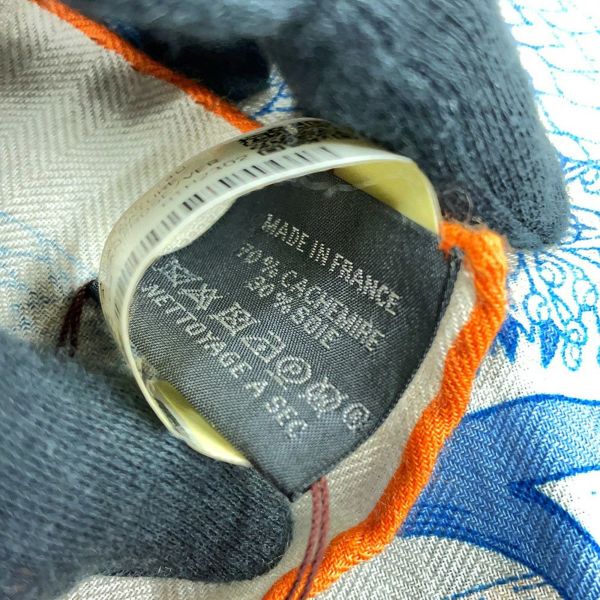 MADE IN FRANCE
70 % CACHEMIRE
30 % SOIE
NETTOYAGE A SEC